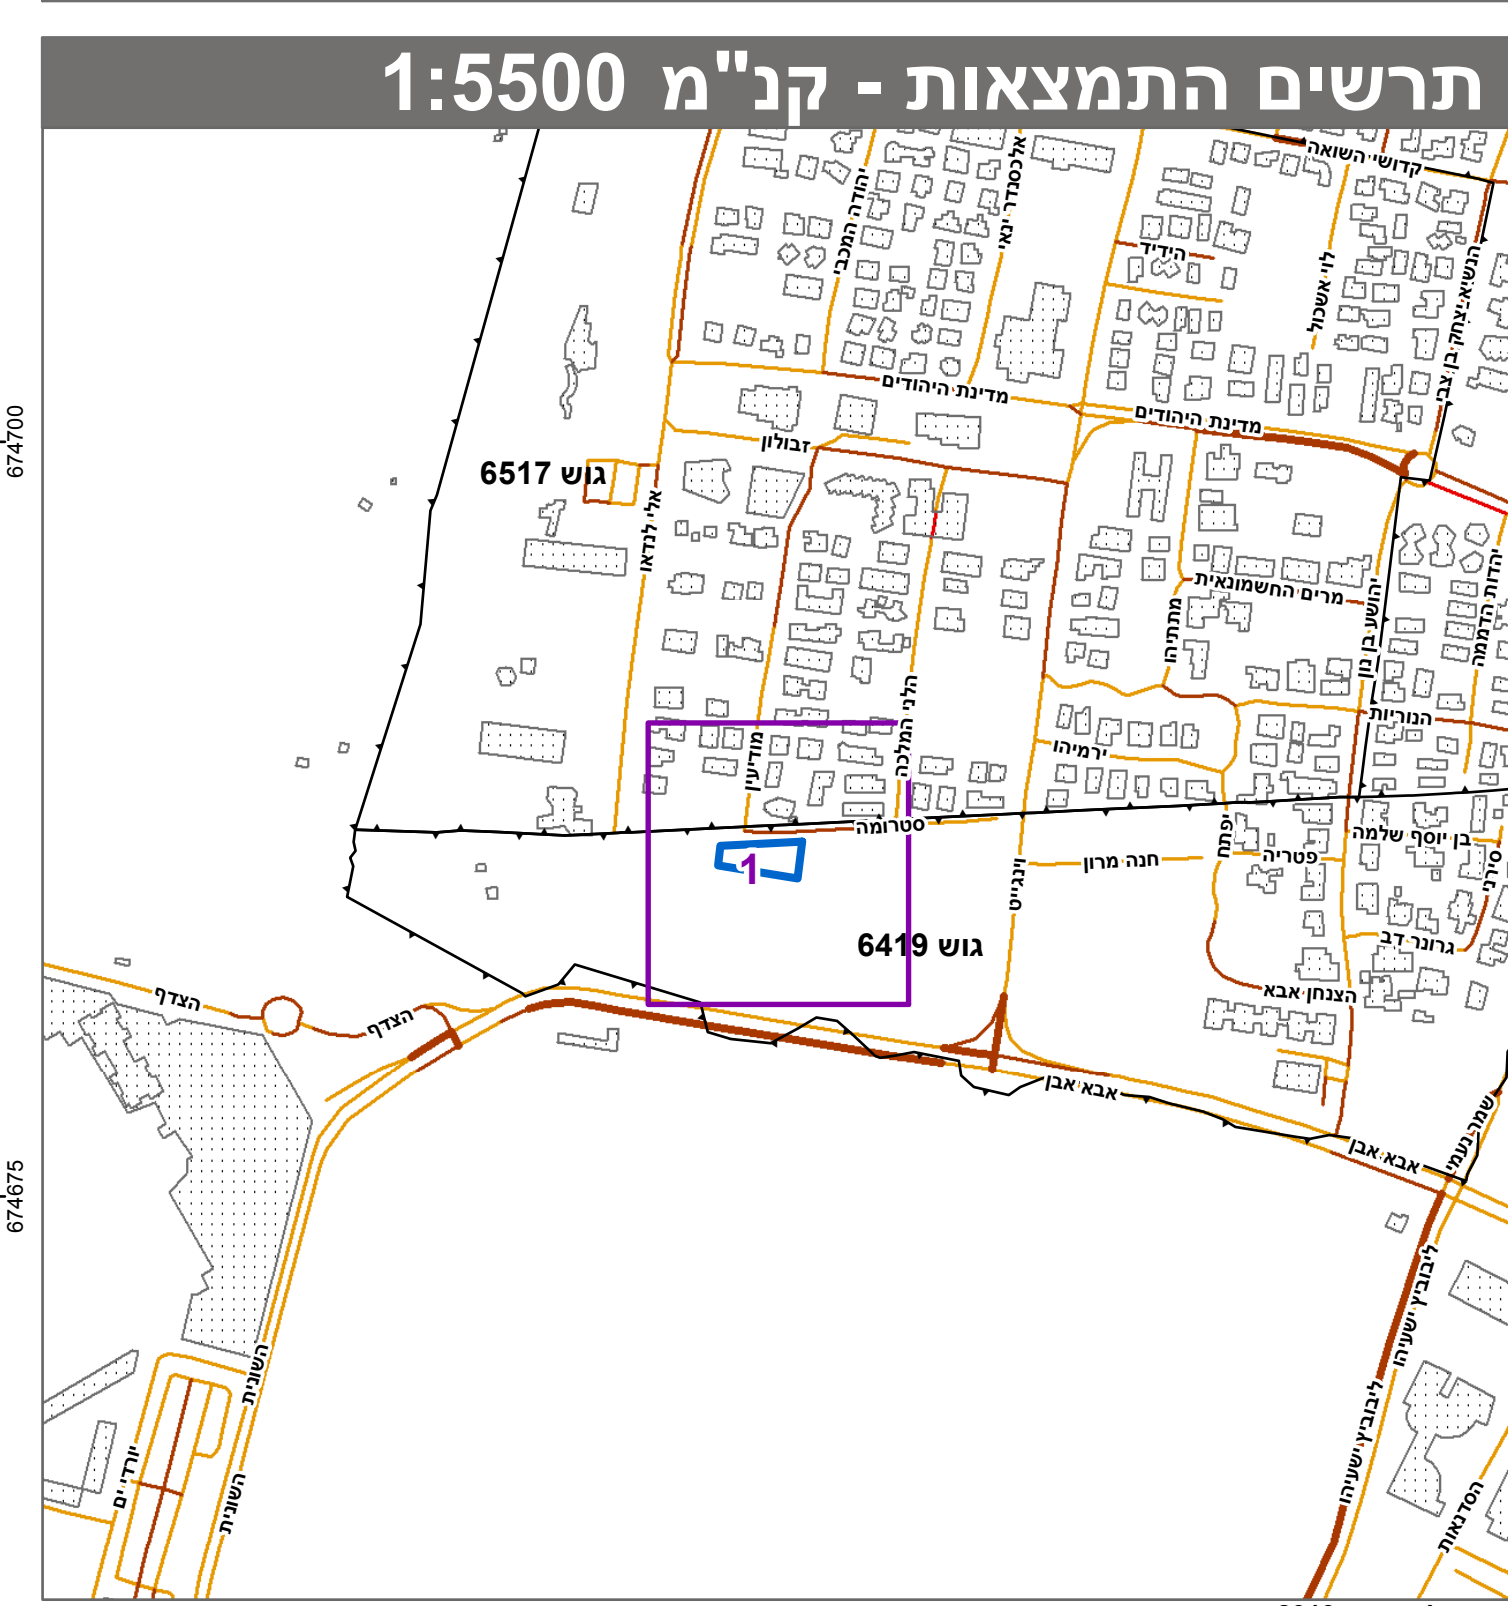 תרשים התמצאות - קנ"מ 1:5500
קדושי השואה
יהודה המכבי
אלכסנדר ינאי
הידיד
לוי אשכול
הנשיא יצחק בן צבי
מדינת היהודים
מדינת היהודים
674700
זבולון
גוש 6517
אלי לנדאו
מרים החשמונאית
מתתיהו
יהושע בן נון
יהדות הדממה
הלני המלכה
הנוריות
מודיעין
ירמיהו
סטרומה
יפתח
בן יוסף שלמה
חנה מרון
פטריה
סירני
וינגייט
1
גוש 6419
גרונר דב
הצנחן אבא
הצדף
הצדף
אבא אבן
אבא אבן
שמר נעמי
674675
ליבוביץ ישעיהו
ליבוביץ ישעיהו
השונית
השונית
יורדי ים
הסדנאות